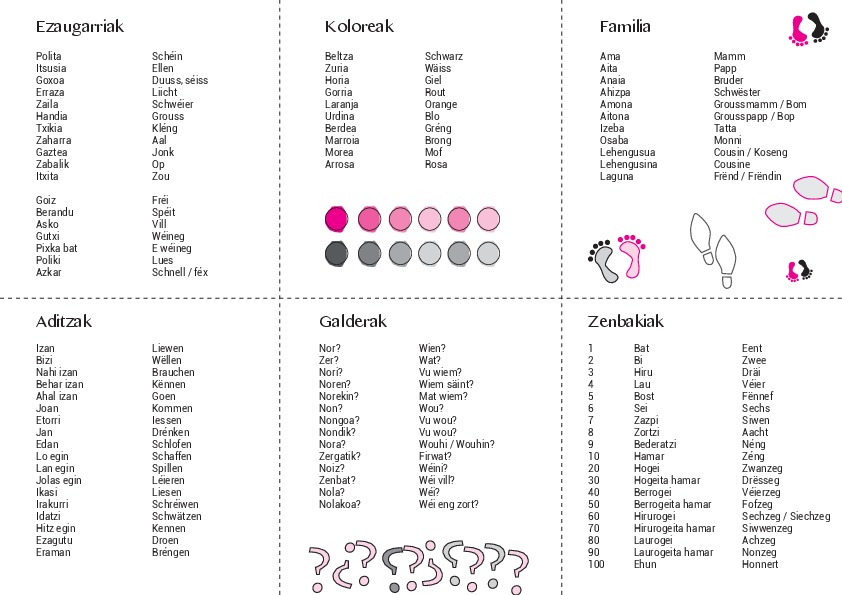 Ezaugarriak
Polita Schéin
Itsusia Ellen
Goxoa Duuss, séiss
Erraza Liicht
Zaila Schwéier
Handia Grouss
Txikia Kléng
Zaharra Aal
Gaztea Jonk
Zabalik Op
Itxita Zou
Goiz Fréi
Berandu Spéit
Asko Vill
Gutxi Wéineg
Pixka bat E wéineg
Poliki Lues
Azkar Schnell / féx
Koloreak
Beltza Schwarz
Zuria Wäiss
Horia Giel
Gorria Rout
Laranja Orange
Urdina Blo
Berdea Gréng
Marroia Brong
Morea Mof
Arrosa Rosa
Familia
Ama Mamm
Aita Papp
Anaia Bruder
Ahizpa Schwëster
Amona Groussmamm / Bom
Aitona Grousspapp / Bop
Izeba Tatta
Osaba Monni
Lehengusua Cousin / Koseng
Lehengusina Cousine
Laguna Frënd / Frëndin
Aditzak
Izan Liewen
Bizi Wëllen
Nahi izan Brauchen
Behar izan Kënnen
Ahal izan Goen
Joan Kommen
Etorri Iessen
Jan Drénken
Edan Schlofen
Lo egin Schaffen
Lan egin Spillen
Jolas egin Léieren
Ikasi Liesen
Irakurri Schréiwen
Idatzi Schwätzen
Hitz egin Kennen
Ezagutu Droen
Eraman Bréngen
Galderak
Nor? Wien?
Zer? Wat?
Nori? Vu wiem?
Noren? Wiem säint?
Norekin? Mat wiem?
Non? Wou?
Nongoa? Vu wou?
Nondik? Vu wou?
Nora? Wouhi / Wouhin?
Zergatik? Firwat?
Noiz? Wéini?
Zenbat? Wéi vill?
Nola? Wéi?
Nolakoa? Wéi eng zort?
Zenbakiak
1 Bat Eent
2 Bi Zwee
3 Hiru Dräi
4 Lau Véier
5 Bost Fënnef
6 Sei Sechs
7 Zazpi Siwen
8 Zortzi Aacht
9 Bederatzi Néng
10 Hamar Zéng
20 Hogei Zwanzeg
30 Hogeita hamar Drësseg
40 Berrogei Véierzeg
50 Berrogeita hamar Fofzeg
60 Hirurogei Sechzeg / Siechzeg
70 Hirurogeita hamar Siwwenzeg
80 Laurogei Achzeg
90 Laurogeita hamar Nonzeg
100 Ehun Honnert